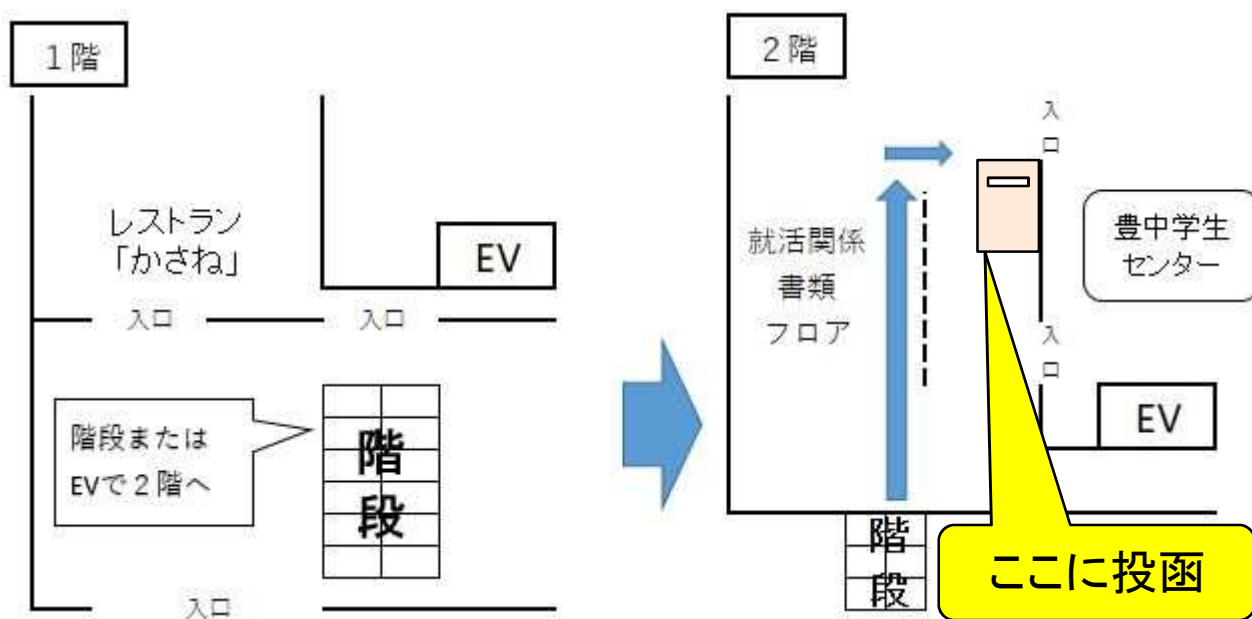 1階
レストラン
「かさね」
EV
入口
入口
階段または
EVで2階へ
階
段
入口
2階
入
口
就活関係
書類
フロア
豊中学生
センター
入
口
EV
階
段
ここに投函